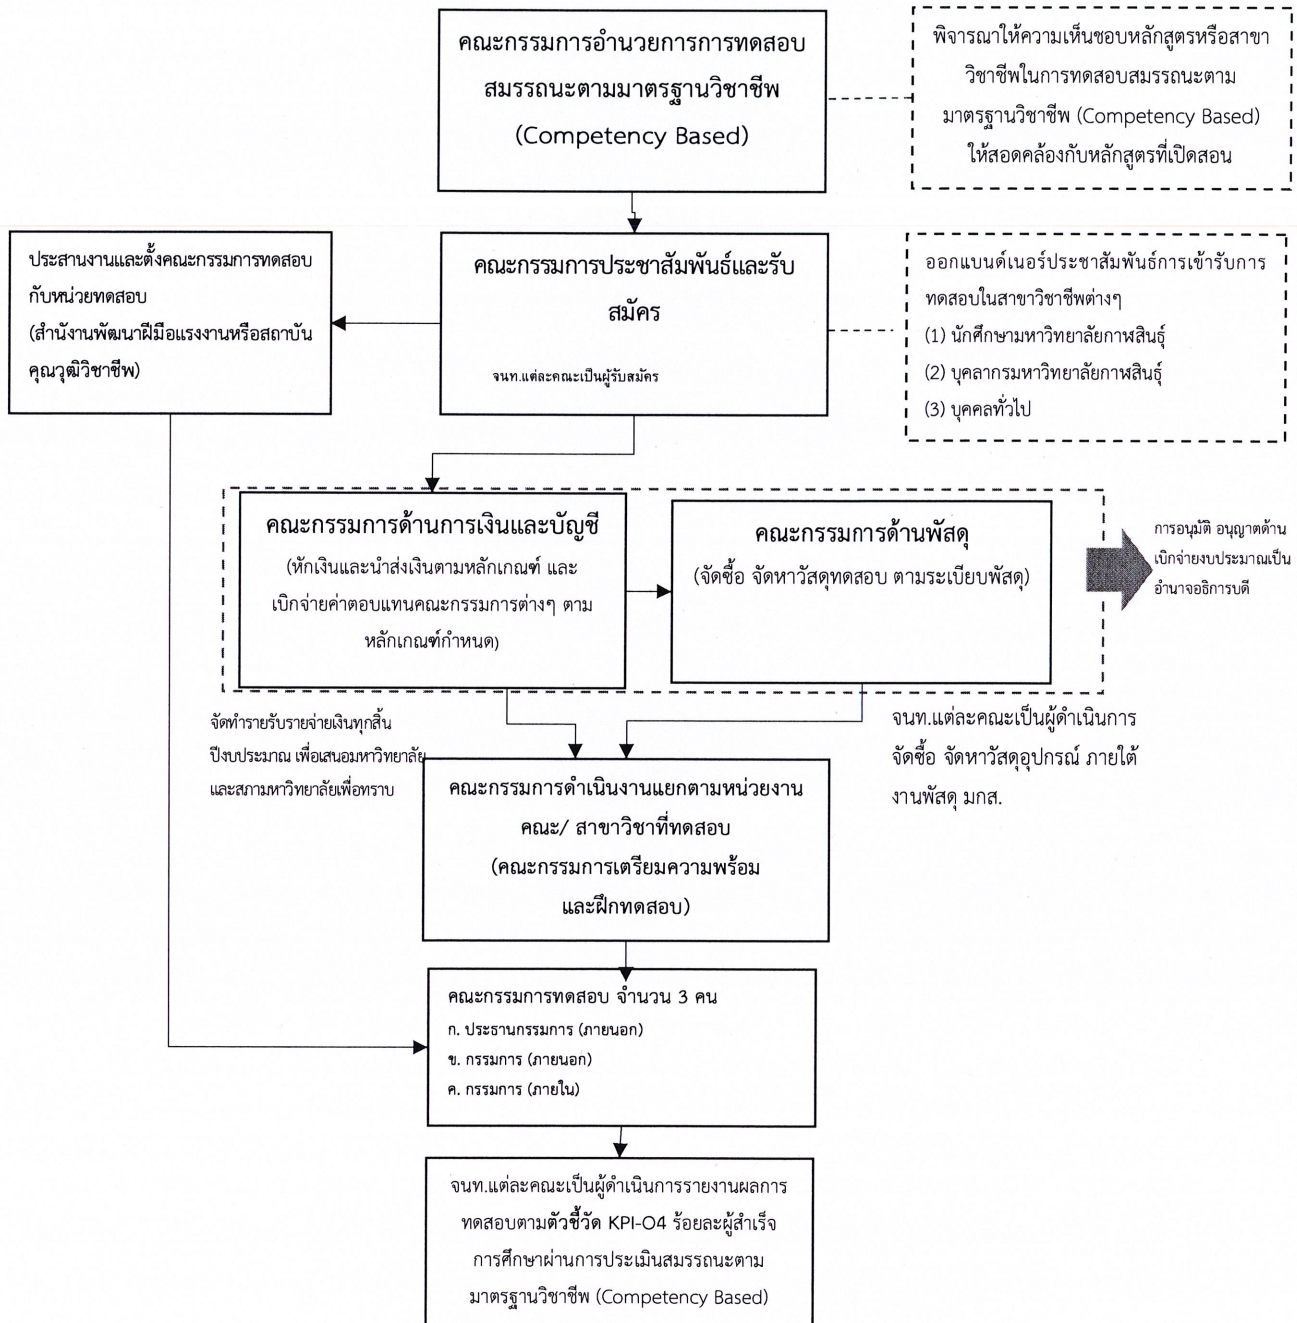 คณะกรรมการอำนวยการการทดสอบ
สมรรถนะตามมาตรฐานวิชาชีพ
(Competency Based)
พิจารณาให้ความเห็นชอบหลักสูตรหรือสาขา
วิชาชีพในการทดสอบสมรรถนะตาม
มาตรฐานวิชาชีพ (Competency Based)
ให้สอดคล้องกับหลักสูตรที่เปิดสอน
ประสานงานและตั้งคณะกรรมการทดสอบ
กับหน่วยทดสอบ
(สำนังานพัฒนาฝีมือแรงงานหรือสถาบัน
คุณวุฒิวิชาชีพ)
คณะกรรมการประชาสัมพันธ์และรับ
สมัคร
จนท.แต่ละคณะเป็นผู้รับสมัคร
ออกแบนด์เนอร์ประชาสัมพันธ์การเข้ารับการ
ทดสอบในสาขาวิชาชีพต่างๆ
(1) นักศึกษามหาวิทยาลัยกาฬสินธุ์
(2) บุคลากรมหาวิทยาลัยกาฬสินธุ์
(3) บุคคลทั่วไป
คณะกรรมการด้านการเงินและบัญชี
(หักเงินและนำส่งเงินตามหลักเกณฑ์ และ
เบิกจ่ายค่าตอบแทนคณะกรรมการต่างๆ ตาม
หลักเกณฑ์กำหนด)
คณะกรรมการด้านพัสดุ
(จัดซื้อ จัดหาวัสดุทดสอบ ตามระเบียบพัสดุ)
การอนุมัติ อนุญาตด้าน
เบิกจ่ายงบประมาณเป็น
อำนาจอธิการบดี
จัดทำรายรับรายจ่ายเงินทุกสิ้น
ปีงบประมาณ เพื่อเสนอมหาวิทยาลัย
และสภามหาวิทยาลัยเพื่อทราบ
จนท.แต่ละคณะเป็นผู้ดำเนินการ
จัดซื้อ จัดหาวัสดุอุปกรณ์ ภายใต้
งานพัสดุ มกส.
คณะกรรมการดำเนินงานแยกตามหน่วยงาน
คณะ/ สาขาวิชาที่ทดสอบ
(คณะกรรมการเตรียมความพร้อม
และฝึกทดสอบ)
คณะกรรมการทดสอบ จำนวน 3 คน
ก. ประธานกรรมการ (ภายนอก)
ข. กรรมการ (ภายนอก)
ค. กรรมการ (ภายใน)
จนท.แต่ละคณะเป็นผู้ดำเนินการรายงานผลการ
ทดสอบตามตัวชี้วัด KPI-O4 ร้อยละผู้สำเร็จ
การศึกษาผ่านการประเมินสมรรถนะตาม
มาตรฐานวิชาชีพ (Competency Based)